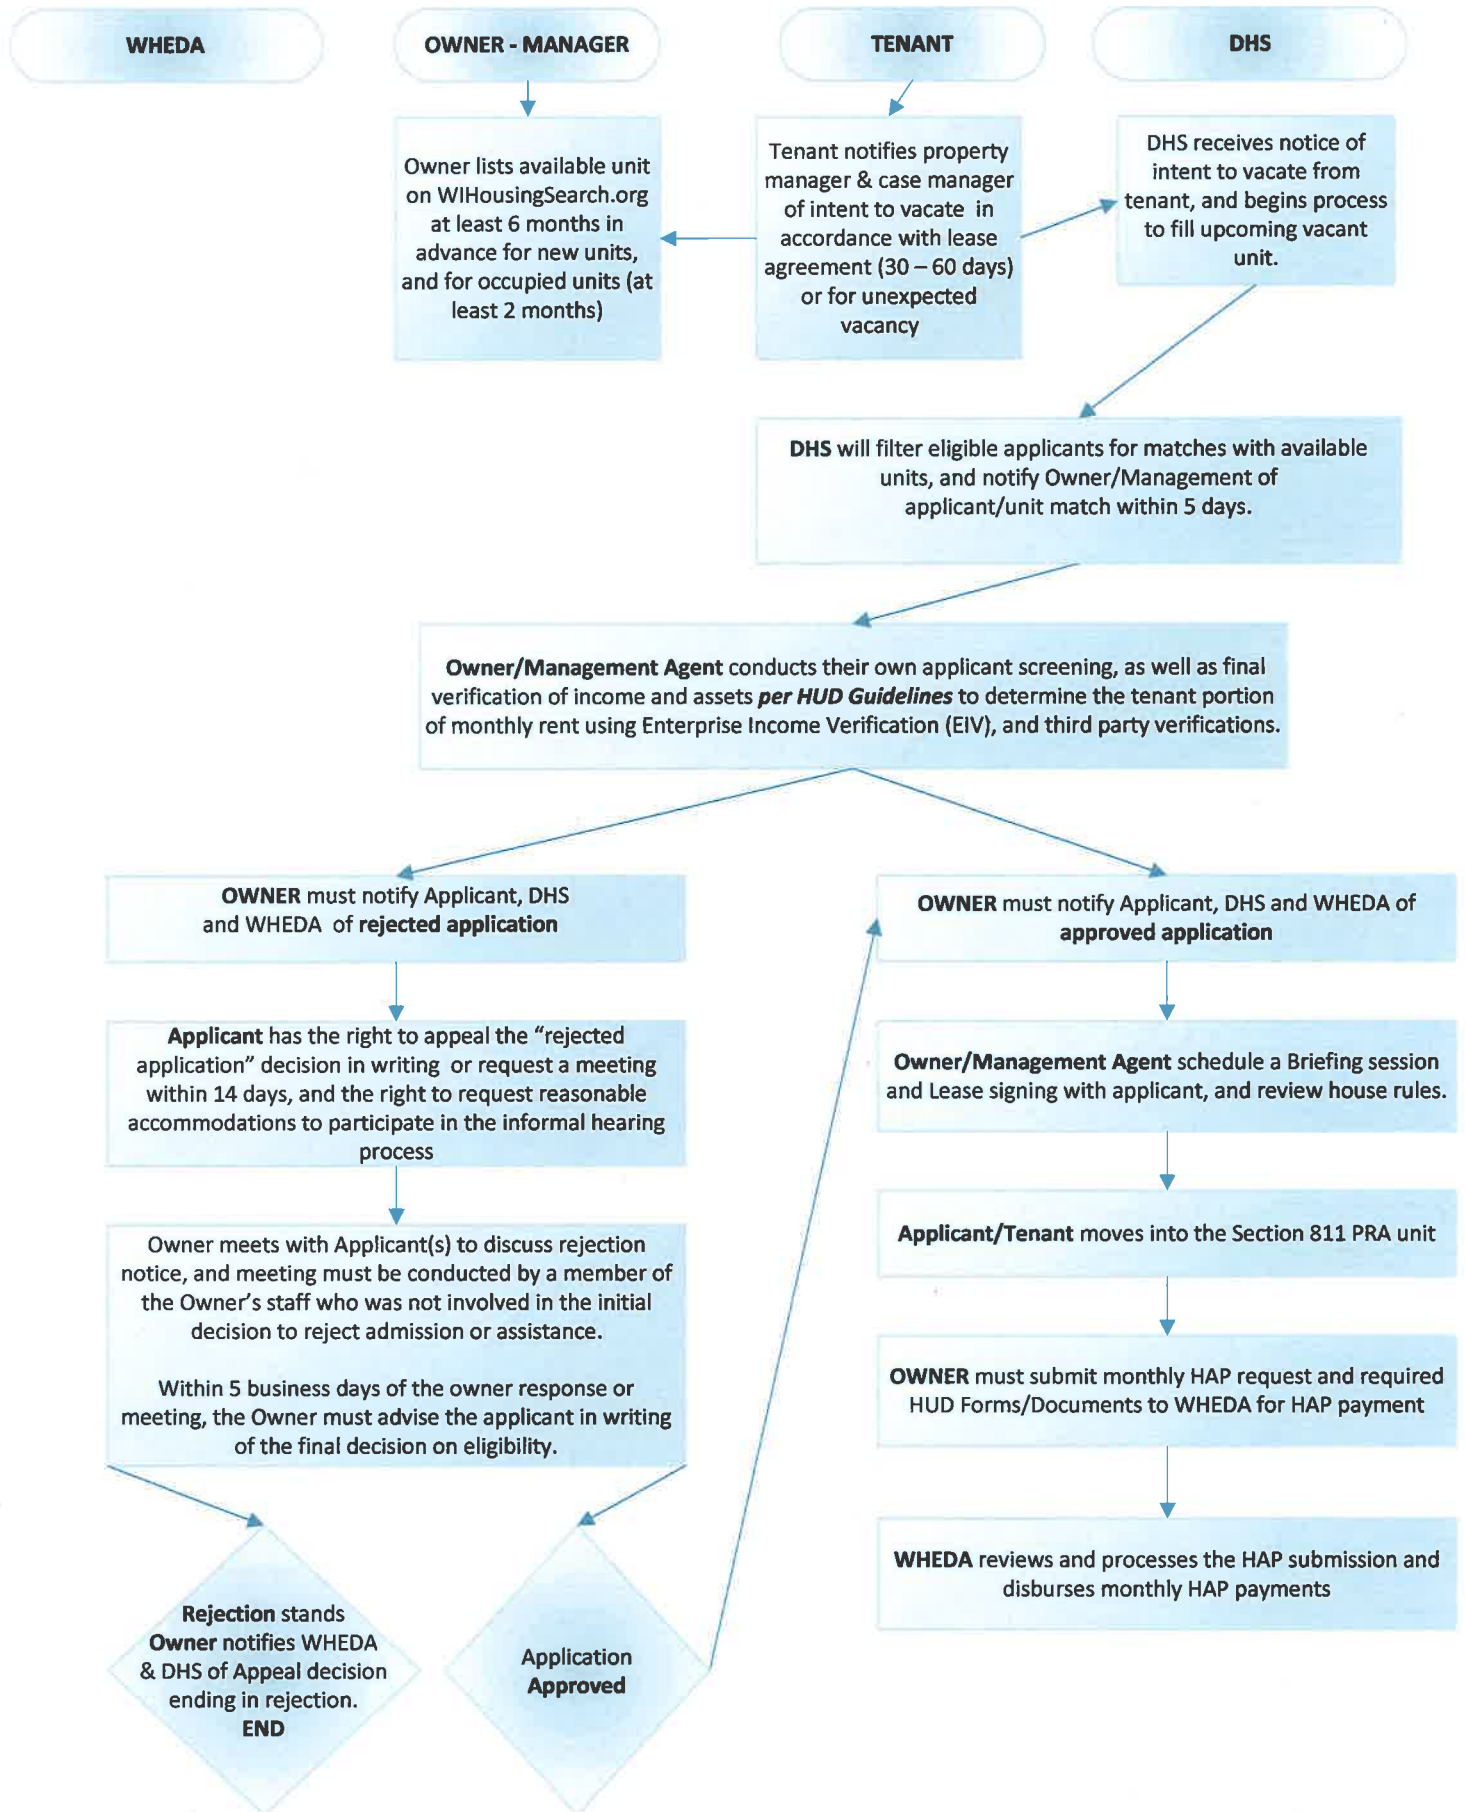 WHEDA
OWNER - MANAGER
TENANT
DHS
Owner lists available unit
on WIHousingSearch.org
at least 6 months in
advance for new units,
and for occupied units (at
least 2 months)
Tenant notifies property
manager & case manager
of intent to vacate in
accordance with lease
agreement (30 – 60 days)
or for unexpected
vacancy
DHS receives notice of
intent to vacate from
tenant, and begins process
to fill upcoming vacant
unit.
DHS will filter eligible applicants for matches with available
units, and notify Owner/Management of
applicant/unit match within 5 days.
Owner/Management Agent conducts their own applicant screening, as well as final
verification of income and assets per HUD Guidelines to determine the tenant portion
of monthly rent using Enterprise Income Verification (EIV), and third party verifications.
OWNER must notify Applicant, DHS
and WHEDA of rejected application
Applicant has the right to appeal the “rejected
application” decision in writing or request a meeting
within 14 days, and the right to request reasonable
accommodations to participate in the informal hearing
process
Owner meets with Applicant(s) to discuss rejection
notice, and meeting must be conducted by a member of
the Owner’s staff who was not involved in the initial
decision to reject admission or assistance.
Within 5 business days of the owner response or
meeting, the Owner must advise the applicant in writing
of the final decision on eligibility.
Rejection stands
Owner notifies WHEDA
& DHS of Appeal decision
ending in rejection.
END
Application
Approved
OWNER must notify Applicant, DHS and WHEDA of
approved application
Owner/Management Agent schedule a Briefing session
and Lease signing with applicant, and review house rules.
Applicant/Tenant moves into the Section 811 PRA unit
OWNER must submit monthly HAP request and required
HUD Forms/Documents to WHEDA for HAP payment
WHEDA reviews and processes the HAP submission and
disburses monthly HAP payments